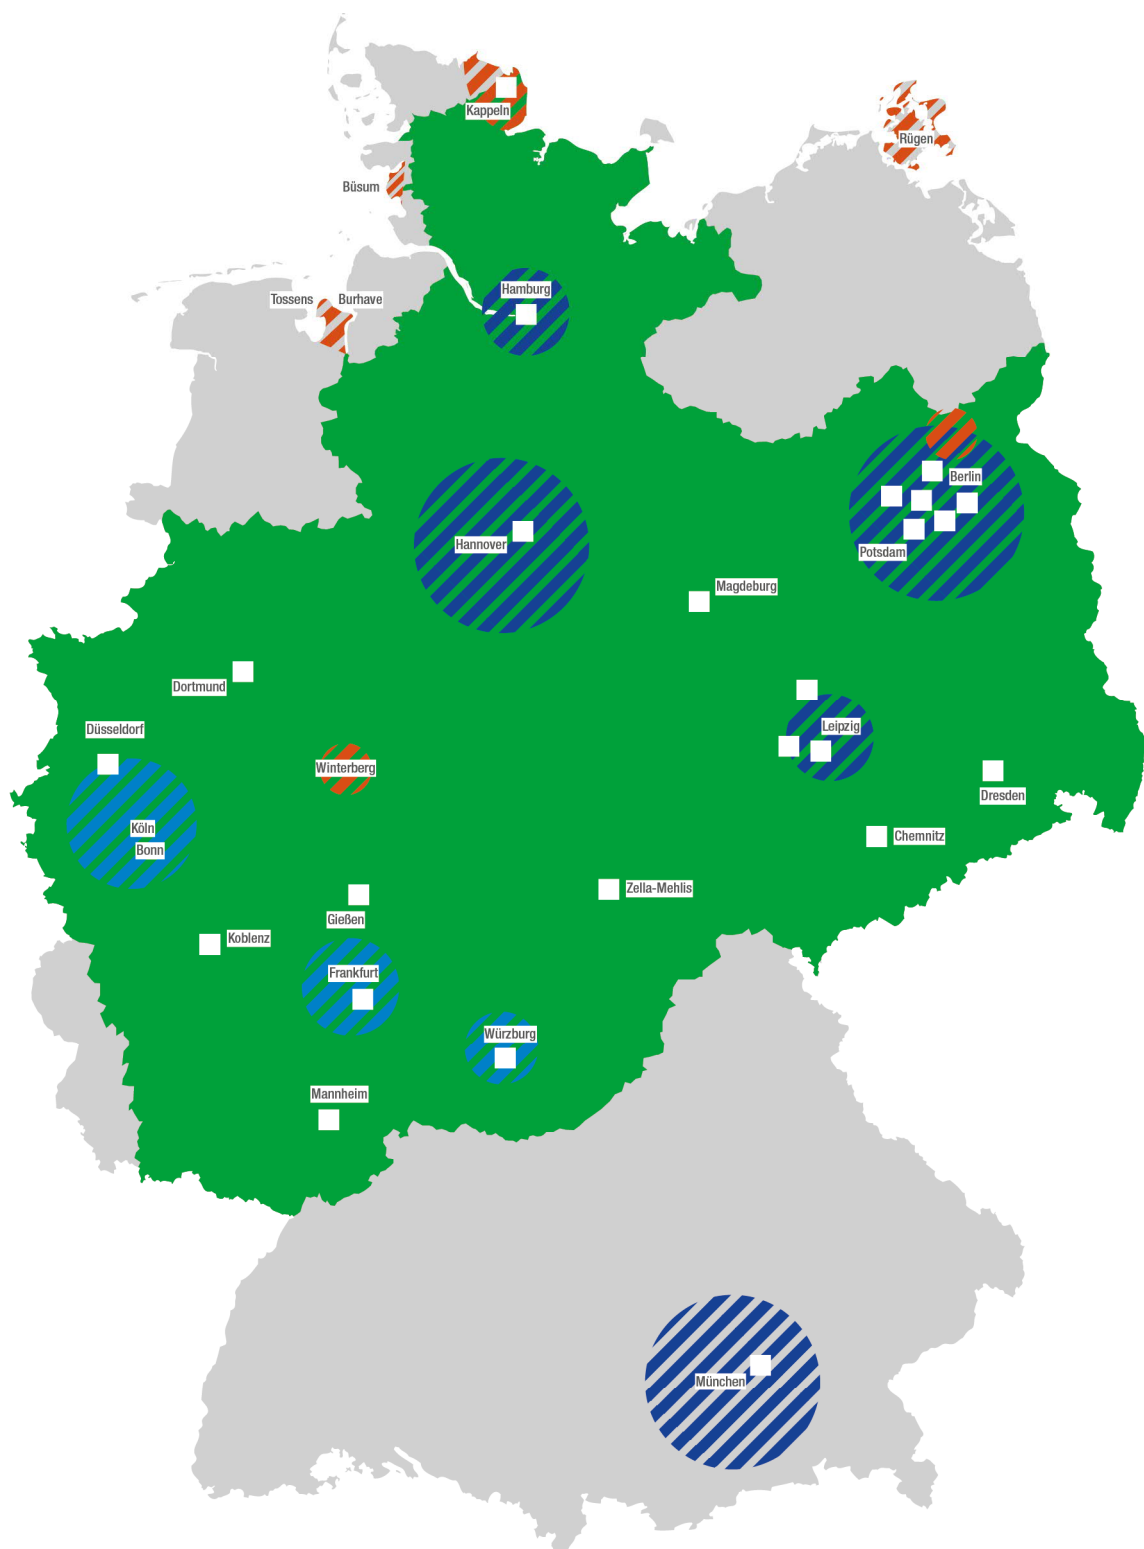 Kappeln
Rügen
Büsum
Tossens
Burhave
Hamburg
Berlin
Hannover
Potsdam
Magdeburg
Dortmund
Düsseldorf
Leipzig
Winterberg
Dresden
Köln
Bonn
Chemnitz
Zella-Mehlis
Gießen
Koblenz
Frankfurt
Würzburg
Mannheim
München